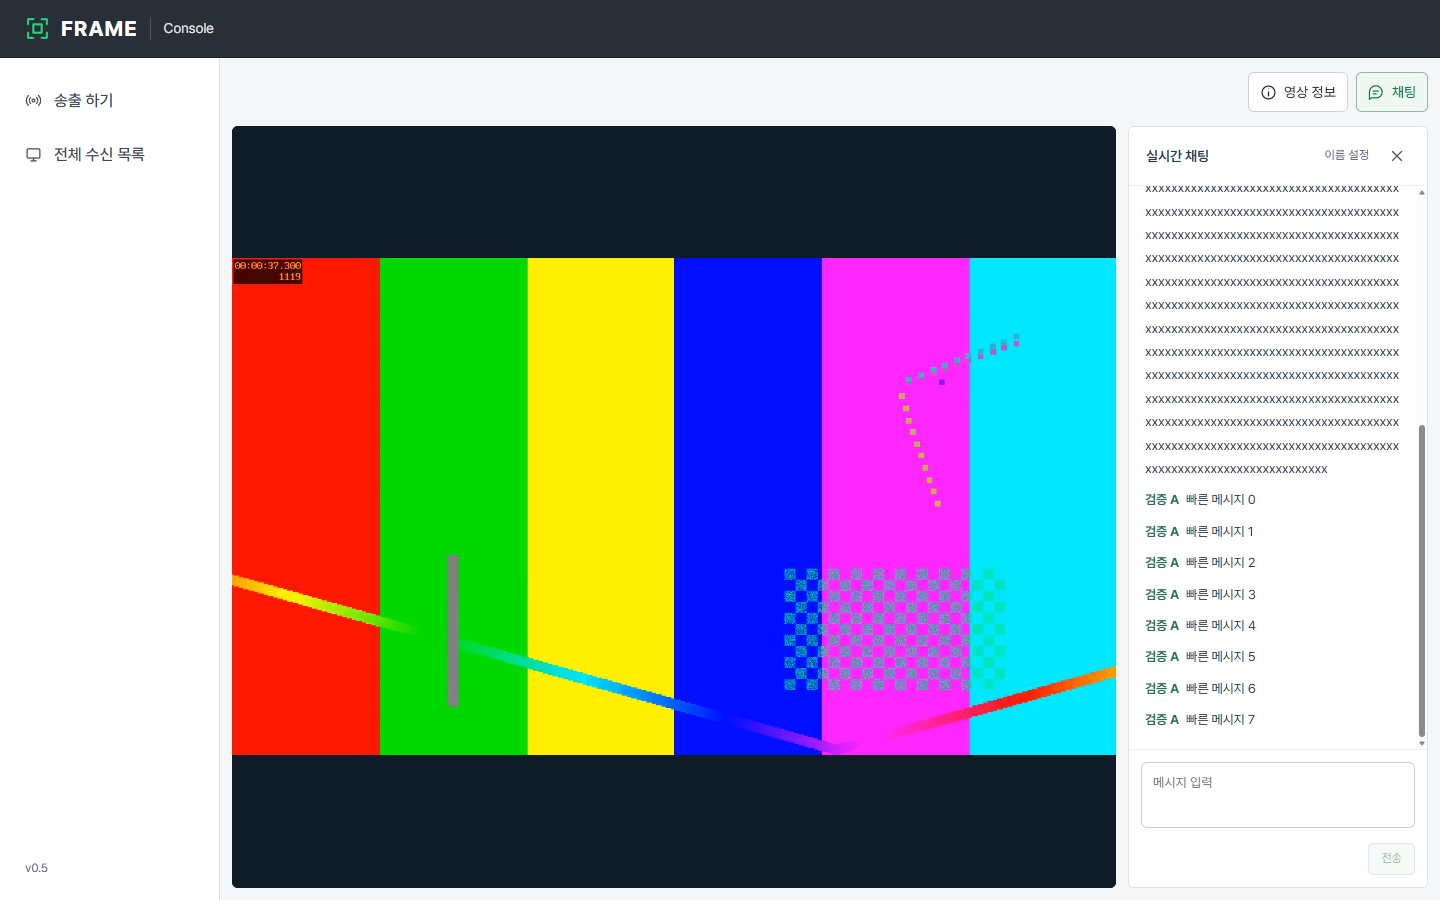 FRAME
Console
송출 하기
전체 수신 목록
영상 정보
채팅
00:00:37.300
1119
실시간 채팅
이름 설정
xxxxxxxxxxxxxxxxxxxxxxxxxxxxxxxxxxxxxxx
xxxxxxxxxxxxxxxxxxxxxxxxxxxxxxxxxxxxxxx
xxxxxxxxxxxxxxxxxxxxxxxxxxxxxxxxxxxxxxx
xxxxxxxxxxxxxxxxxxxxxxxxxxxxxxxxxxxxxxx
xxxxxxxxxxxxxxxxxxxxxxxxxxxxxxxxxxxxxxx
xxxxxxxxxxxxxxxxxxxxxxxxxxxxxxxxxxxxxxx
xxxxxxxxxxxxxxxxxxxxxxxxxxxxxxxxxxxxxxx
xxxxxxxxxxxxxxxxxxxxxxxxxxxxxxxxxxxxxxx
xxxxxxxxxxxxxxxxxxxxxxxxxxxxxxxxxxxxxxx
xxxxxxxxxxxxxxxxxxxxxxxxxxxxxxxxxxxxxxx
xxxxxxxxxxxxxxxxxxxxxxxxxxxxxxxxxxxxxxx
xxxxxxxxxxxxxxxxxxxxxxxxxxxxxxxxxxxxxxx
xxxxxxxxxxxxxxxxxxxxxxxxxxxx
검증 A 빠른 메시지 0
검증 A 빠른 메시지 1
검증 A 빠른 메시지 2
검증 A 빠른 메시지 3
검증 A 빠른 메시지 4
검증 A 빠른 메시지 5
검증 A 빠른 메시지 6
검증 A 빠른 메시지 7
메시지 입력
전송
v0.5